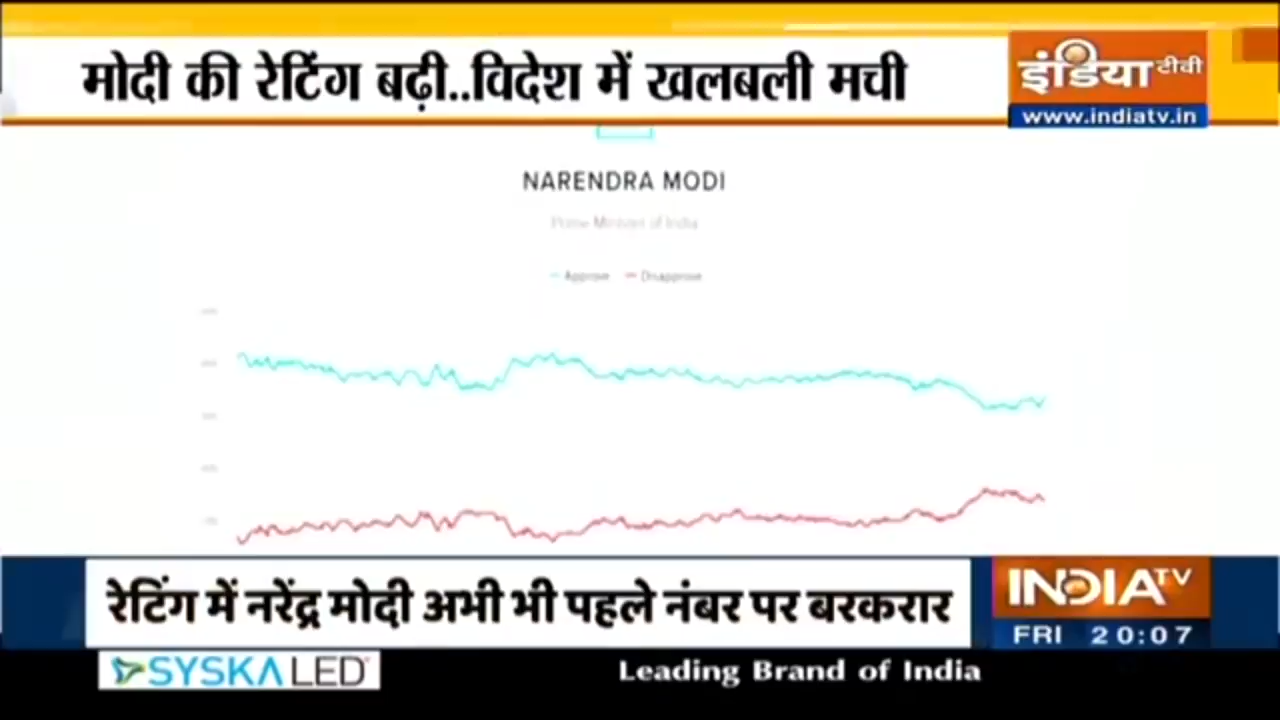 मोदी की रेटिंग बढ़ी..विदेश में खलबली मची
इंडिया टीवी
www.indiatv.in
NARENDRA MODI
Prime Minister of India
Approve Disapprove
रेटिंग में नरेंद्र मोदी अभी भी पहले नंबर पर बरकरार
INDIA TV
FRI 20:07
SYSKA LED
Leading Brand of India